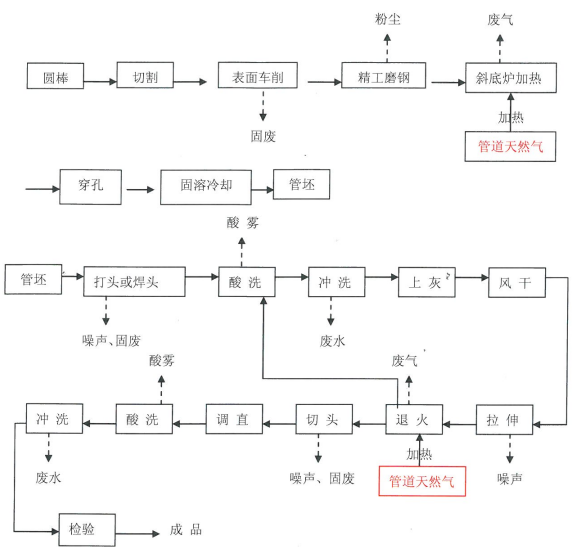 粉尘
废气
圆棒
切割
表面车削
精工磨钢
斜底炉加热
固废
加热
管道天然气
穿孔
固溶冷却
管坯
酸雾
管坯
打头或焊头
酸洗
冲洗
上灰
风干
噪声、固废
废水
酸雾
废气
冲洗
酸洗
调直
切头
退火
拉伸
加热
废水
噪声、固废
管道天然气
噪声
检验
成品